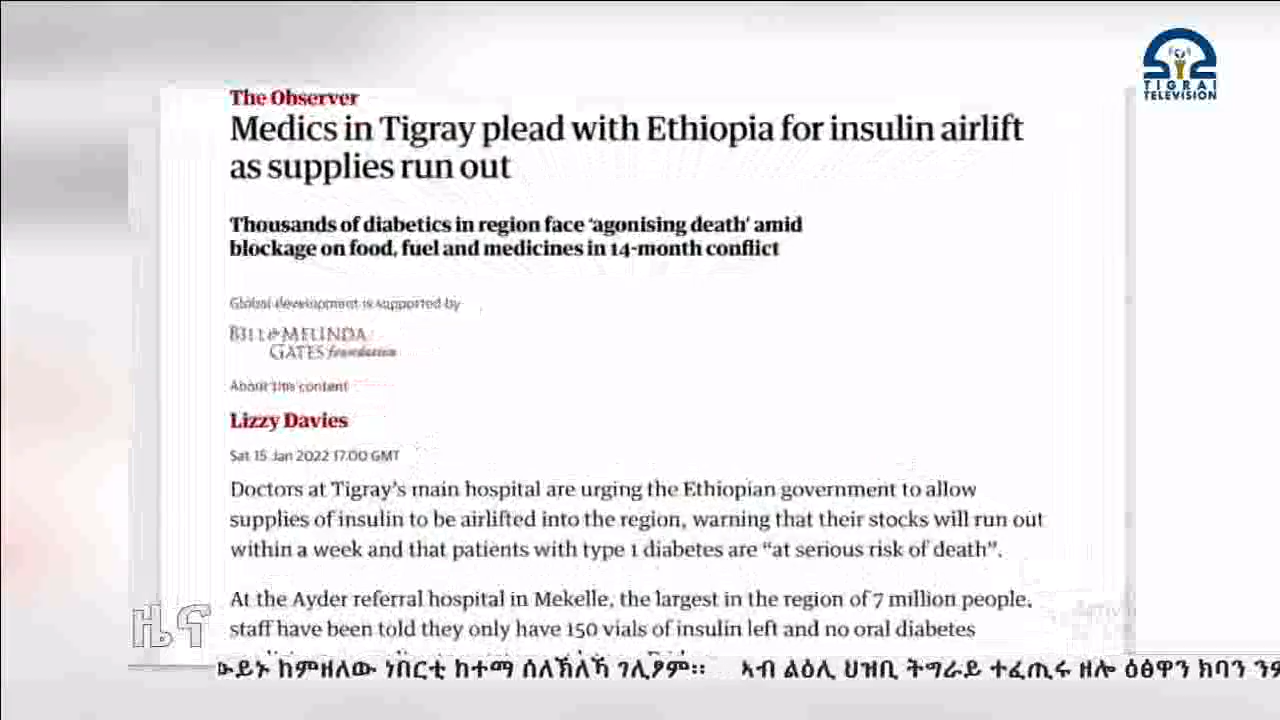 TIGRAI
TELEVISION
The Observer
Medics in Tigray plead with Ethiopia for insulin airlift
as supplies run out
Thousands of diabetics in region face ‘agonising death’ amid
blockage on food, fuel and medicines in 14-month conflict
Global development is supported by
BILL & MELINDA
GATES foundation
About this content
Lizzy Davies
Sat 15 Jan 2022 17.00 GMT
Doctors at Tigray’s main hospital are urging the Ethiopian government to allow
supplies of insulin to be airlifted into the region, warning that their stocks will run out
within a week and that patients with type 1 diabetes are “at serious risk of death”.
At the Ayder referral hospital in Mekelle, the largest in the region of 7 million people,
staff have been told they only have 150 vials of insulin left and no oral diabetes
ዜና
ውይኑ ከምዘለው ነበርቲ ከተማ ሰለኽለኻ ገሊፆም። ኣብ ልዕሊ ህዝቢ ትግራይ ተፈጢሩ ዘሎ ዕፅዋን ክባን